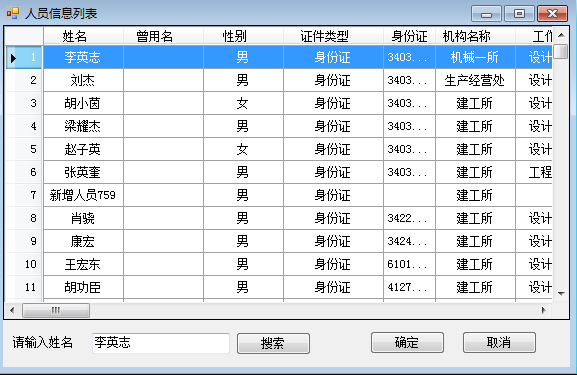 人员信息列表
姓名 曾用名 性别 证件类型 身份证 机构名称 工作
1 李英志 男 身份证 3403... 机械一所 设计
2 刘杰 男 身份证 3403... 生产经营处 设计
3 胡小茵 女 身份证 3403... 建工所 设计
4 梁耀杰 男 身份证 3403... 建工所 设计
5 赵子英 女 身份证 3403... 建工所 设计
6 张英奎 男 身份证 3403... 建工所 工程
7 新增人员759 男 身份证 建工所
8 肖骁 男 身份证 3422... 建工所 设计
9 康宏 男 身份证 3424... 建工所 设计
10 王宏东 男 身份证 6101... 建工所 设计
11 胡功臣 男 身份证 4127... 建工所 设计
请输入姓名 李英志 搜索 确定 取消